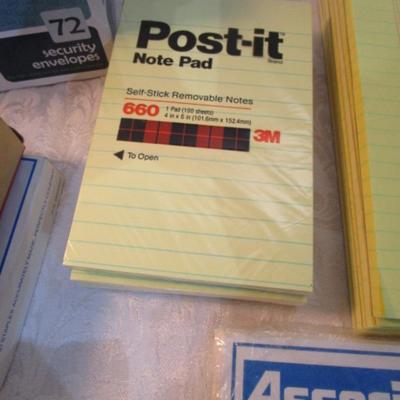 72
security
envelopes
Post-it™
Brand
Note Pad
Self-Stick Removable Notes
660
1 Pad (100 sheets)
4 in x 6 in (101.6mm x 152.4mm)
3M
To Open